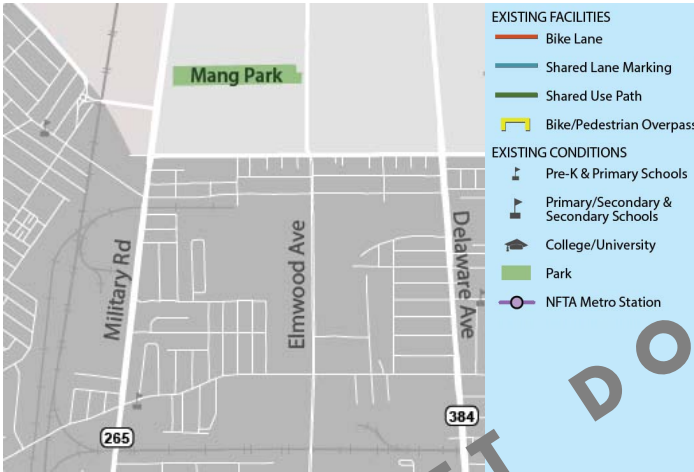 Mang Park
Military Rd
Elmwood Ave
Delaware Ave
265
384
EXISTING FACILITIES
Bike Lane
Shared Lane Marking
Shared Use Path
Bike/Pedestrian Overpass
EXISTING CONDITIONS
Pre-K & Primary Schools
Primary/Secondary &
Secondary Schools
College/University
Park
NFTA Metro Station
T DO